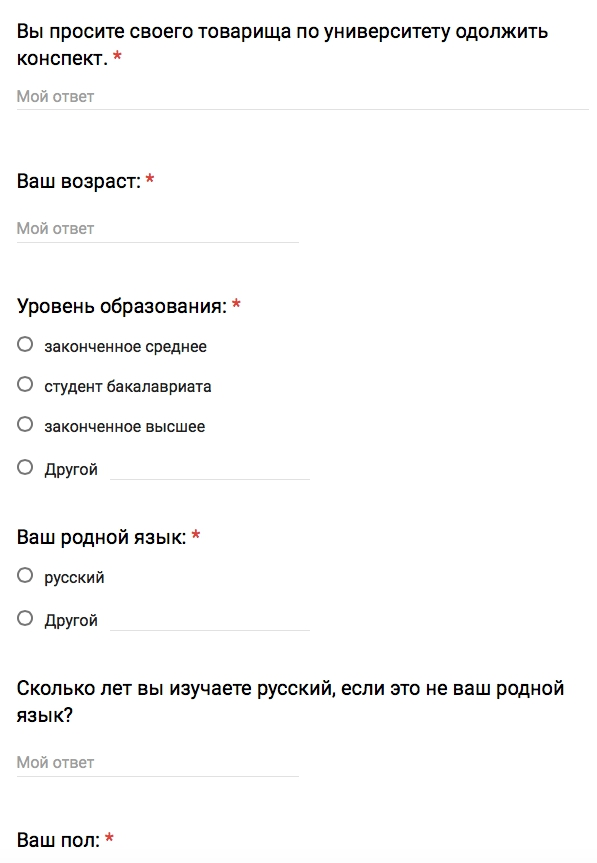 Вы просите своего товарища по университету одолжить
конспект. *
Мой ответ
Ваш возраст: *
Мой ответ
Уровень образования: *
законченное среднее
студент бакалавриата
законченное высшее
Другой
Ваш родной язык: *
русский
Другой
Сколько лет вы изучаете русский, если это не ваш родной
язык?
Мой ответ
Ваш пол: *